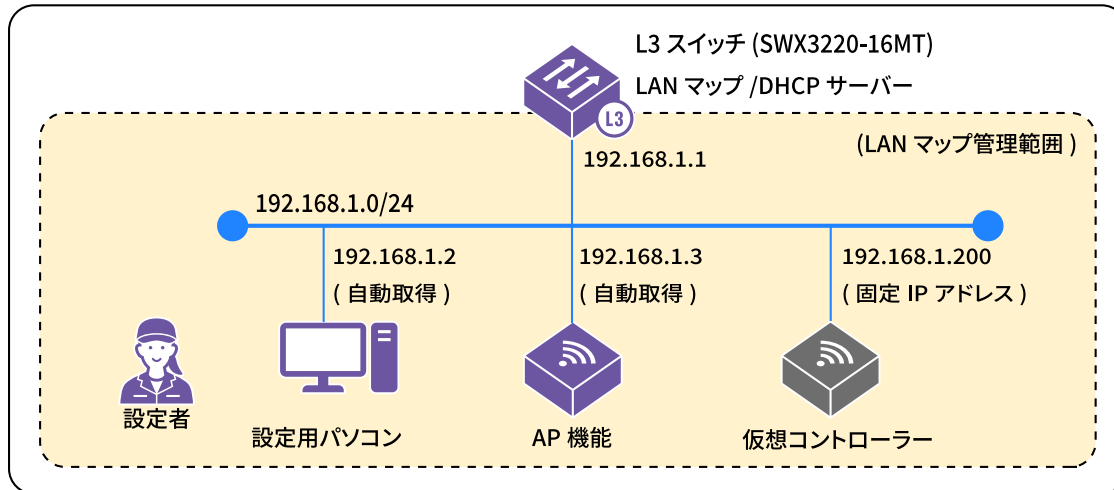 L3 スイッチ (SWX3220-16MT)
LAN マップ /DHCP サーバー
L3
(LAN マップ管理範囲 )
192.168.1.1
192.168.1.0/24
192.168.1.2
( 自動取得 )
192.168.1.3
( 自動取得 )
192.168.1.200
( 固定 IP アドレス )
設定者
設定用パソコン
AP 機能
仮想コントローラー